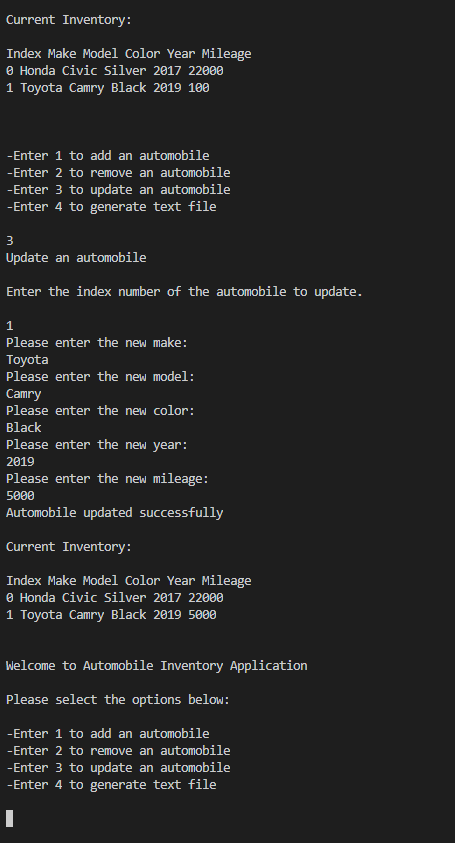 Current Inventory:
Index Make Model Color Year Mileage
0 Honda Civic Silver 2017 22000
1 Toyota Camry Black 2019 100
-Enter 1 to add an automobile
-Enter 2 to remove an automobile
-Enter 3 to update an automobile
-Enter 4 to generate text file
3
Update an automobile
Enter the index number of the automobile to update.
1
Please enter the new make:
Toyota
Please enter the new model:
Camry
Please enter the new color:
Black
Please enter the new year:
2019
Please enter the new mileage:
5000
Automobile updated successfully
Current Inventory:
Index Make Model Color Year Mileage
0 Honda Civic Silver 2017 22000
1 Toyota Camry Black 2019 5000
Welcome to Automobile Inventory Application
Please select the options below:
-Enter 1 to add an automobile
-Enter 2 to remove an automobile
-Enter 3 to update an automobile
-Enter 4 to generate text file